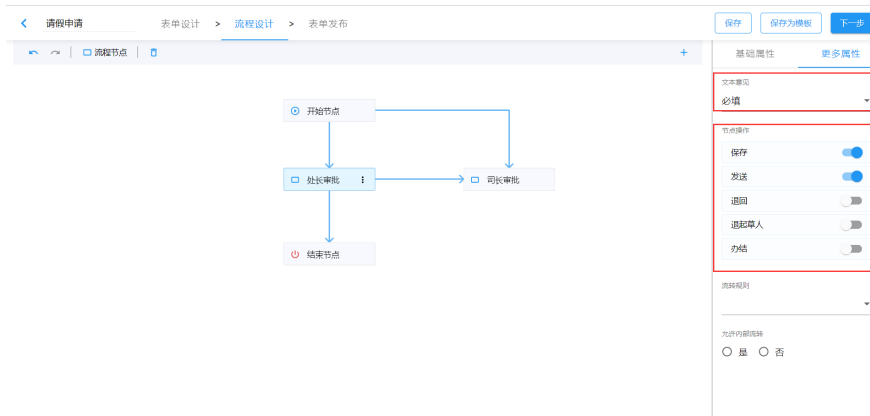 请假申请 表单设计 > 流程设计 > 表单发布 保存 保存为模板 下一步
流程节点 +
基础属性 更多属性
文本意见
必填
节点操作
保存
发送
退回
退起草人
办结
流转规则
允许内部流转
是 否
开始节点
处长审批
司长审批
结束节点